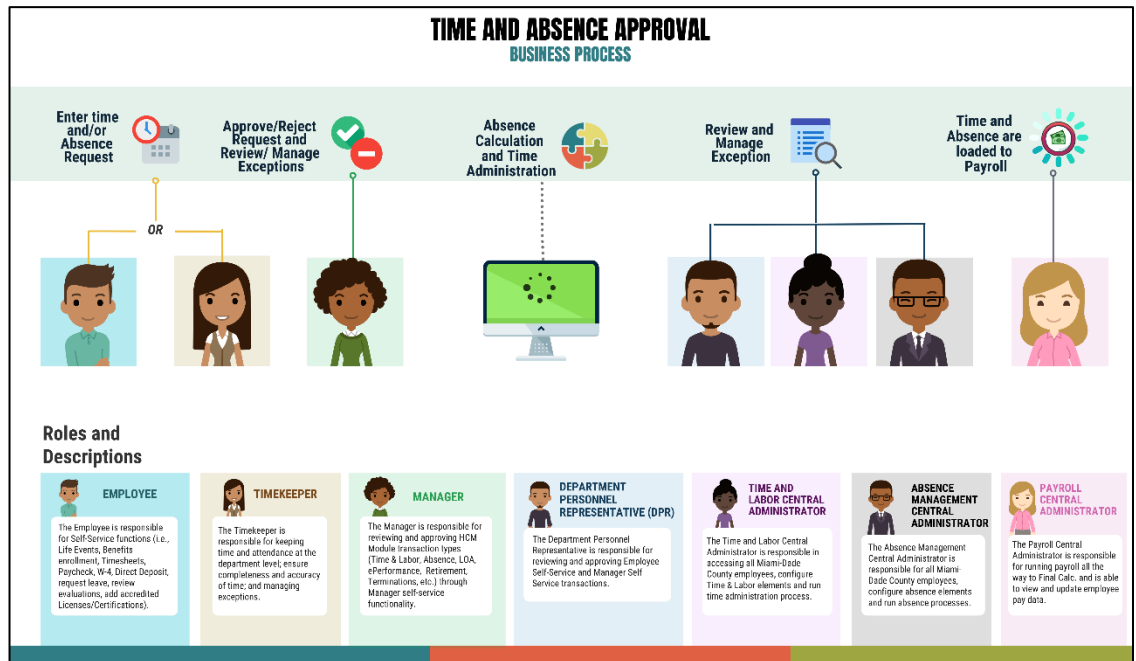 TIME AND ABSENCE APPROVAL
BUSINESS PROCESS
Enter time
and/or
Absence
Request
Approve/Reject
Request and
Review/ Manage
Exceptions
Absence
Calculation
and Time
Administration
Review and
Manage
Exception
Time and
Absence are
loaded to
Payroll
OR
Roles and
Descriptions
EMPLOYEE
The Employee is responsible
for Self-Service functions (i.e.,
Life Events, Benefits
enrollment, Timesheets,
Paycheck, W-4, Direct Deposit,
request leave, review
evaluations, add accredited
Licenses/Certifications).
TIMEKEEPER
The Timekeeper is
responsible for keeping
time and attendance at the
department level; ensure
completeness and accuracy
of time; and managing
exceptions.
MANAGER
The Manager is responsible for
reviewing and approving HCM
Module transaction types
(Time & Labor, Absence, LOA,
ePerformance, Retirement,
Terminations, etc.) through
Manager self-service
functionality.
DEPARTMENT
PERSONNEL
REPRESENTATIVE (DPR)
The Department Personnel
Representative is responsible for
reviewing and approving Employee
Self-Service and Manager Self
Service transactions.
TIME AND
LABOR CENTRAL
ADMINISTRATOR
The Time and Labor Central
Administrator is responsible in
accessing all Miami-Dade
County employees, configure
Time & Labor elements and run
time administration process.
ABSENCE
MANAGEMENT
CENTRAL
ADMINISTRATOR
The Absence Management
Central Administrator is
responsible for all Miami-
Dade County employees,
configure absence elements
and run absence processes.
PAYROLL
CENTRAL
ADMINISTRATOR
The Payroll Central
Administrator is responsible
for running payroll all the
way to Final Calc. and is able
to view and update employee
pay data.